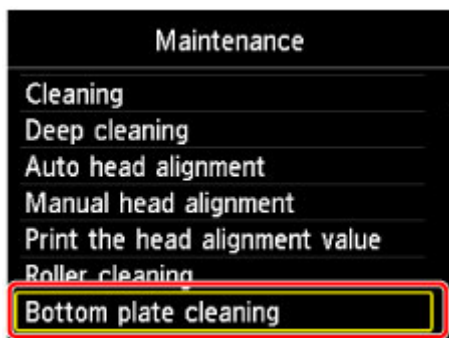 Maintenance
Cleaning
Deep cleaning
Auto head alignment
Manual head alignment
Print the head alignment value
Roller cleaning
Bottom plate cleaning